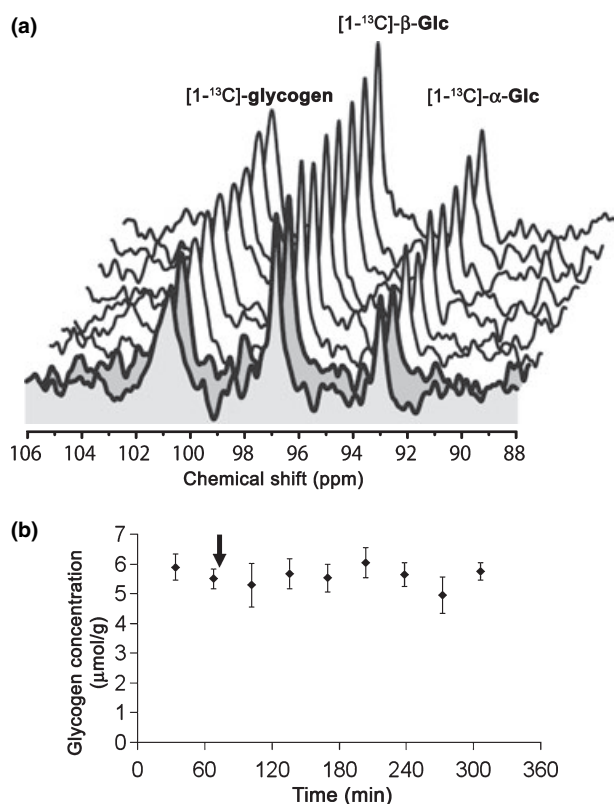 (a)
[1-¹³C]-β-Glc
[1-¹³C]-glycogen
[1-¹³C]-α-Glc
106 104 102 100 98 96 94 92 90 88
Chemical shift (ppm)
(b)
7
6
5
4
3
2
1
0
Glycogen concentration
(μmol/g)
0 60 120 180 240 300 360
Time (min)